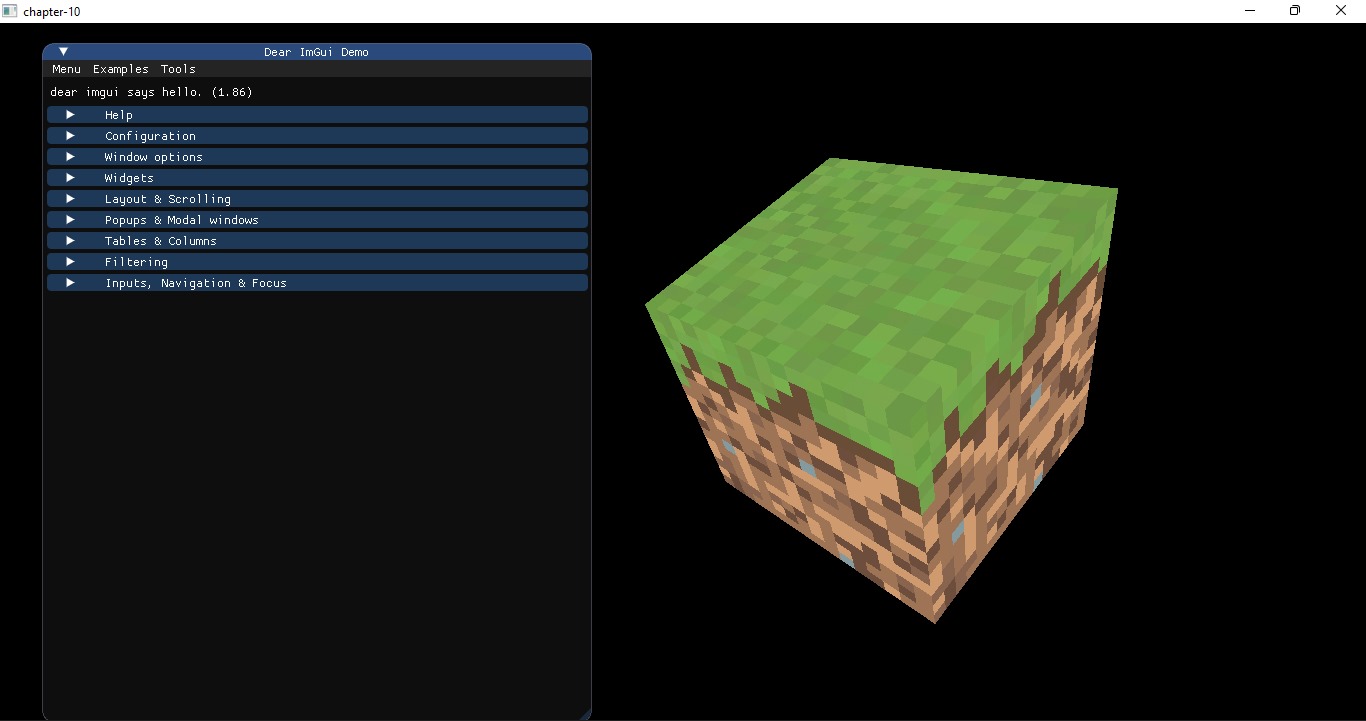 chapter-10
Dear ImGui Demo
Menu Examples Tools
dear imgui says hello. (1.86)
Help
Configuration
Window options
Widgets
Layout & Scrolling
Popups & Modal windows
Tables & Columns
Filtering
Inputs, Navigation & Focus